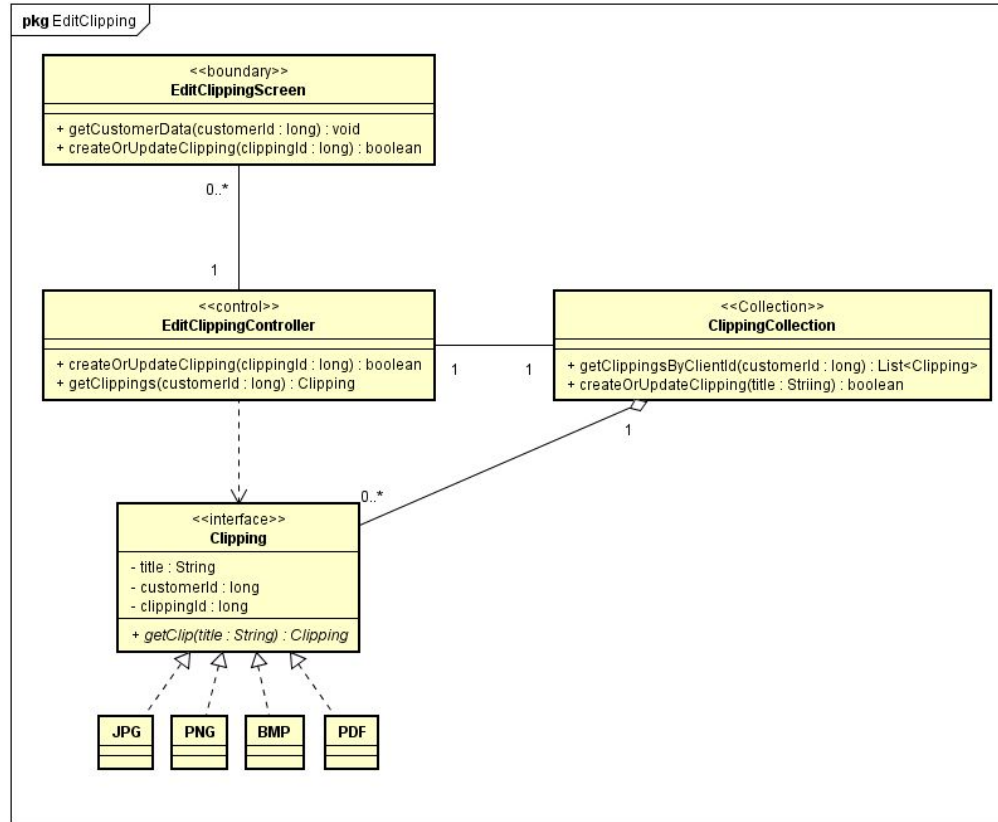 pkg EditClipping
<<boundary>>
EditClippingScreen
+ getCustomerData(customerId : long) : void
+ createOrUpdateClipping(clippingId : long) : boolean
0..*
1
<<control>>
EditClippingController
+ createOrUpdateClipping(clippingId : long) : boolean
+ getClippings(customerId : long) : Clipping
1
1
<<Collection>>
ClippingCollection
+ getClippingsByClientId(customerId : long) : List<Clipping>
+ createOrUpdateClipping(title : Striing) : boolean
1
0..*
<<interface>>
Clipping
- title : String
- customerId : long
- clippingId : long
+ getClip(title : String) : Clipping
JPG
PNG
BMP
PDF